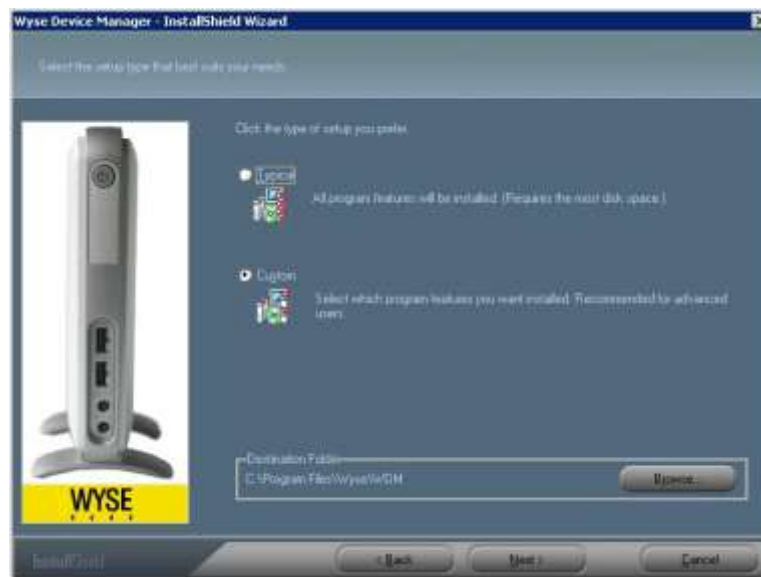 Wyse Device Manager - InstallShield Wizard
Select the setup type that best suits your needs.
Click the type of setup you prefer.
Typical
All program features will be installed. (Requires the most disk space.)
Custom
Select which program features you want installed. Recommended for advanced
users.
Destination Folder
C:\Program Files\Wyse\WDM
Browse...
WYSE
InstallShield
< Back
Next >
Cancel